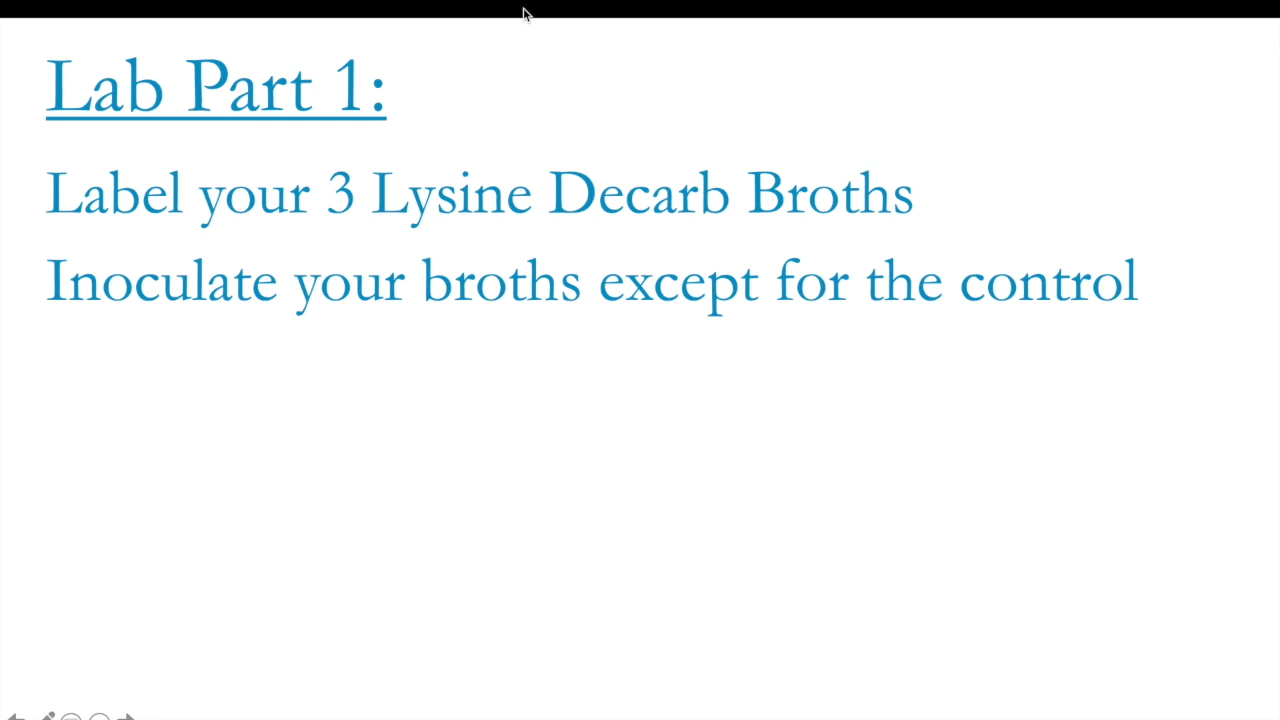 Lab Part 1:
Label your 3 Lysine Decarb Broths
Inoculate your broths except for the control